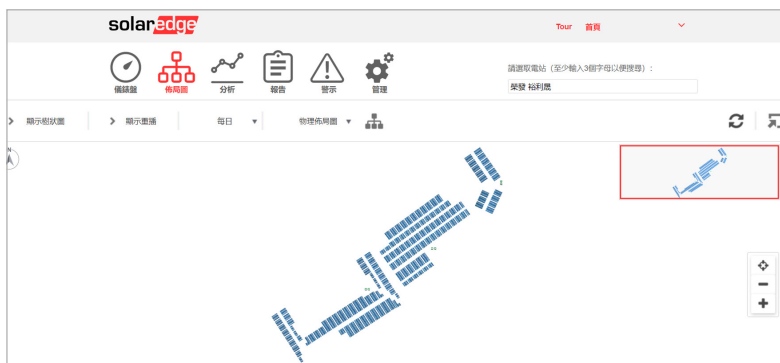 solaredge
Tour 首頁
儀錶盤 佈局圖 分析 報告 警示 管理
請選取電站（至少輸入3個字母以便搜尋）:
榮發 裕利晟
顯示樹狀圖 顯示重播 每日 物理佈局圖
N